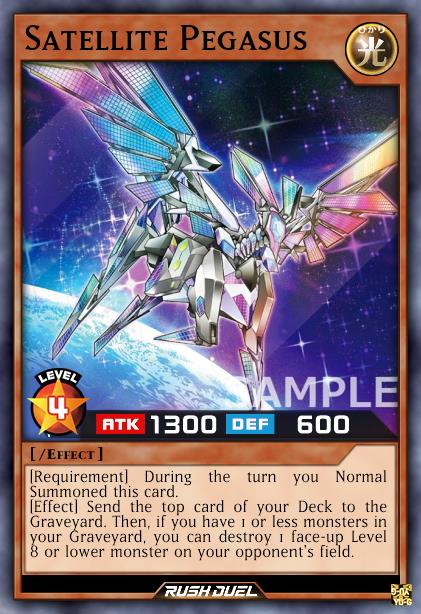 Satellite Pegasus
ひかり
光
SAMPLE
LEVEL
4
ATK 1300 DEF 600
[/Effect]
[Requirement] During the turn you Normal
Summoned this card.
[Effect] Send the top card of your Deck to the
Graveyard. Then, if you have 1 or less monsters in
your Graveyard, you can destroy 1 face-up Level
8 or lower monster on your opponent's field.
RUSH DUEL